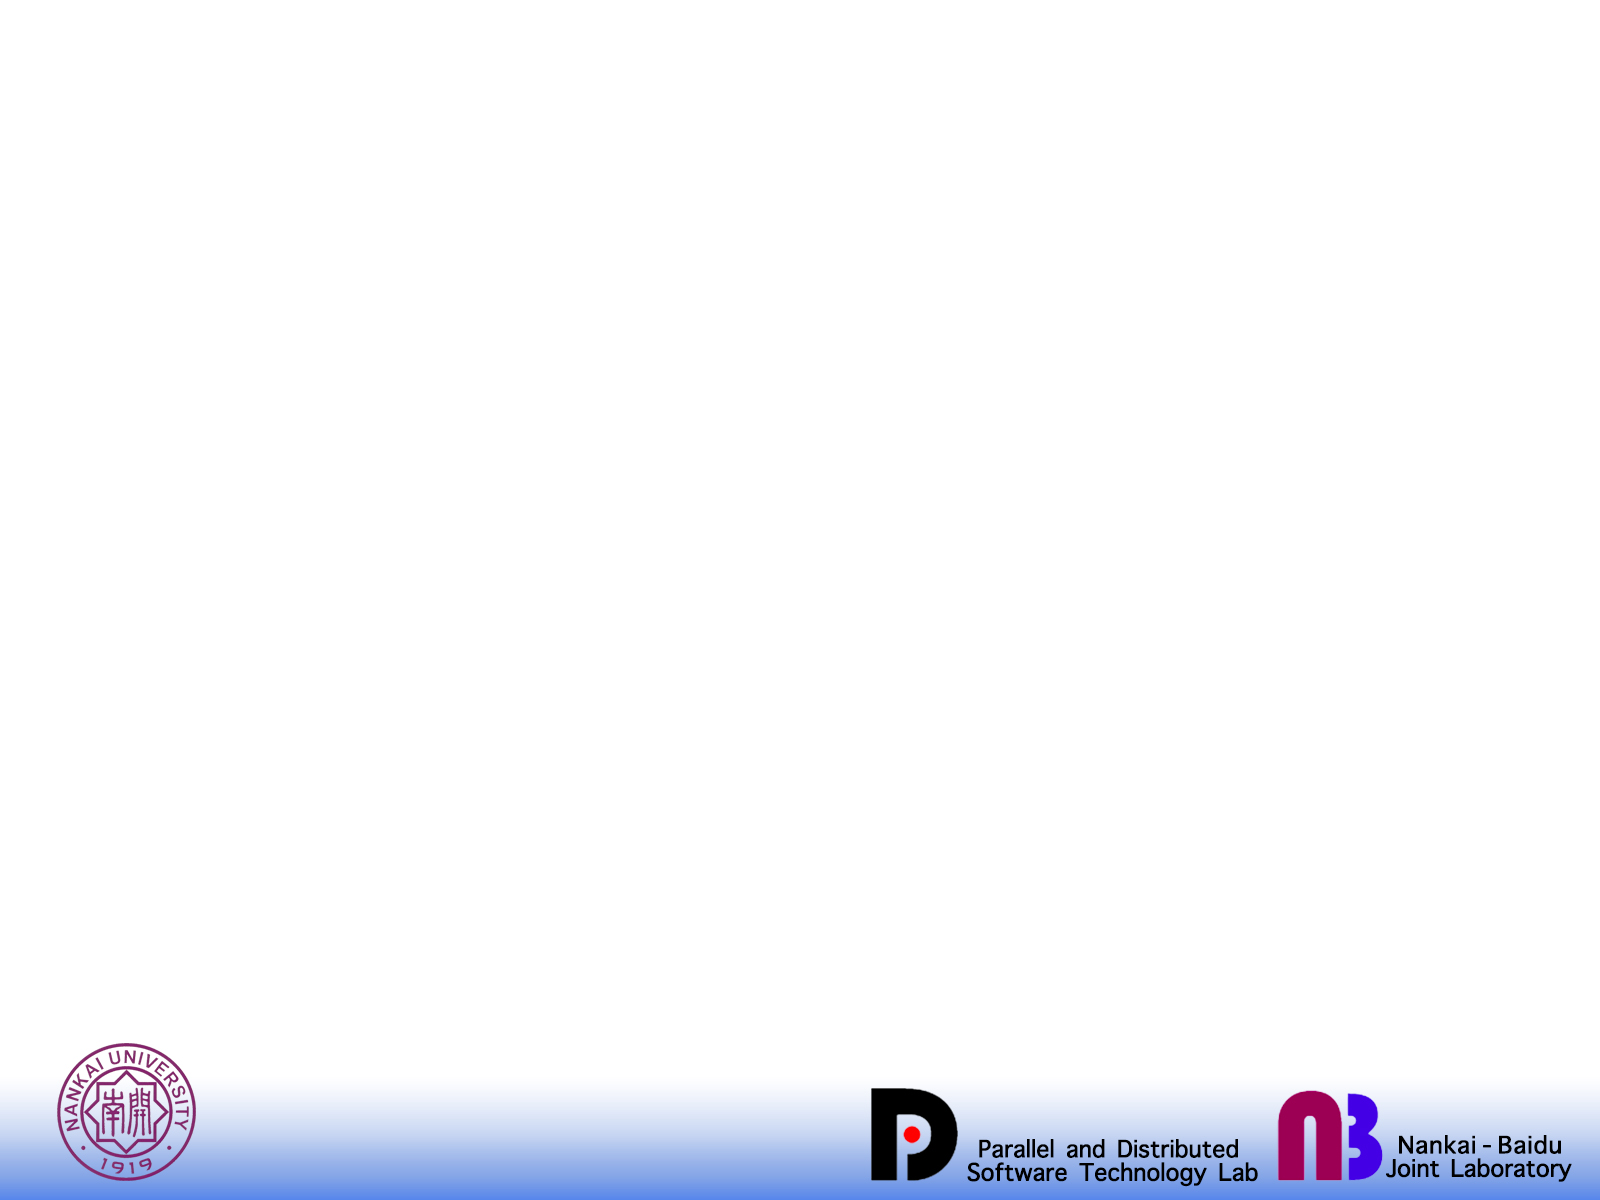 NANKAI UNIVERSITY
南開
1919
Parallel and Distributed
Software Technology Lab
Nankai - Baidu
Joint Laboratory